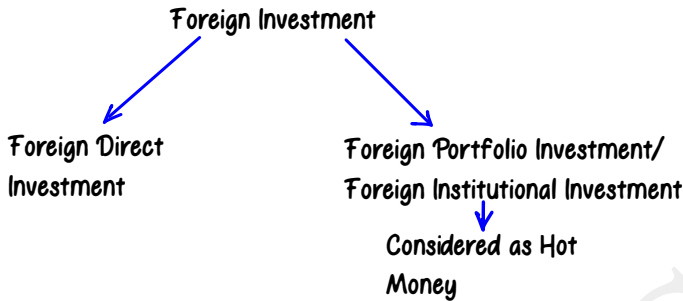 Foreign Investment
Foreign Direct
Investment
Foreign Portfolio Investment/
Foreign Institutional Investment
Considered as Hot
Money